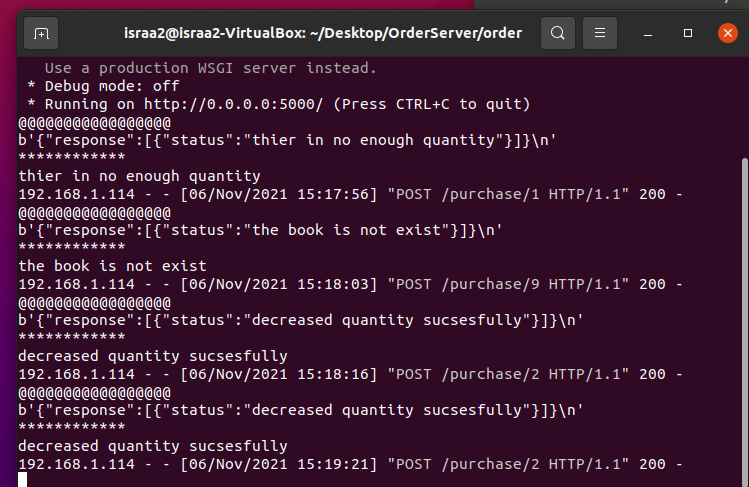 israa2@israa2-VirtualBox: ~/Desktop/OrderServer/order
Use a production WSGI server instead.
* Debug mode: off
* Running on http://0.0.0.0:5000/ (Press CTRL+C to quit)
@@@@@@@@@@@@@@@@@
b'{"response":[{"status":"thier in no enough quantity"}]}\n'
************
thier in no enough quantity
192.168.1.114 - - [06/Nov/2021 15:17:56] "POST /purchase/1 HTTP/1.1" 200 -
@@@@@@@@@@@@@@@@@
b'{"response":[{"status":"the book is not exist"}]}\n'
************
the book is not exist
192.168.1.114 - - [06/Nov/2021 15:18:03] "POST /purchase/9 HTTP/1.1" 200 -
@@@@@@@@@@@@@@@@@
b'{"response":[{"status":"decreased quantity sucsesfully"}]}\n'
************
decreased quantity sucsesfully
192.168.1.114 - - [06/Nov/2021 15:18:16] "POST /purchase/2 HTTP/1.1" 200 -
@@@@@@@@@@@@@@@@@
b'{"response":[{"status":"decreased quantity sucsesfully"}]}\n'
************
decreased quantity sucsesfully
192.168.1.114 - - [06/Nov/2021 15:19:21] "POST /purchase/2 HTTP/1.1" 200 -